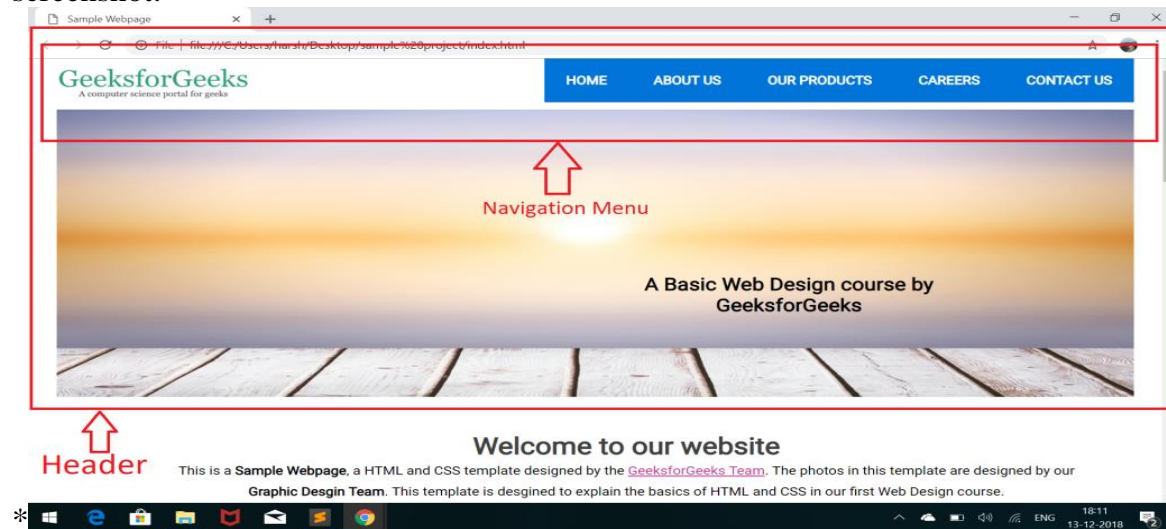 screenshot.
Sample Webpage × +
File | file:///C:/Users/harsh/Desktop/sample%20project/index.html
GeeksforGeeks
A computer science portal for geeks
HOME ABOUT US OUR PRODUCTS CAREERS CONTACT US
Navigation Menu
A Basic Web Design course by
GeeksforGeeks
Header
Welcome to our website
This is a Sample Webpage, a HTML and CSS template designed by the GeeksforGeeks Team. The photos in this template are designed by our
Graphic Desgin Team. This template is desgined to explain the basics of HTML and CSS in our first Web Design course.
*
ENG
18:11
13-12-2018